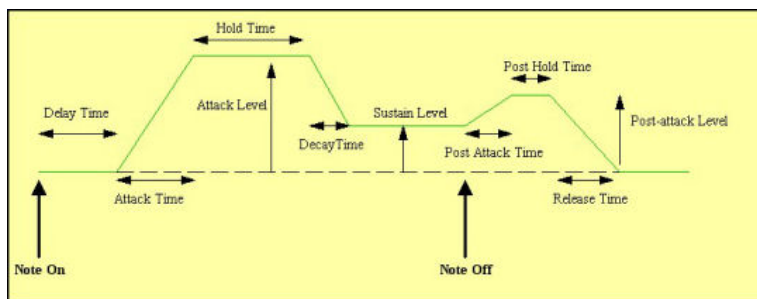 Hold Time
Post Hold Time
Delay Time
Attack Level
Sustain Level
Post-attack Level
DecayTime
Post Attack Time
Attack Time
Release Time
Note On
Note Off